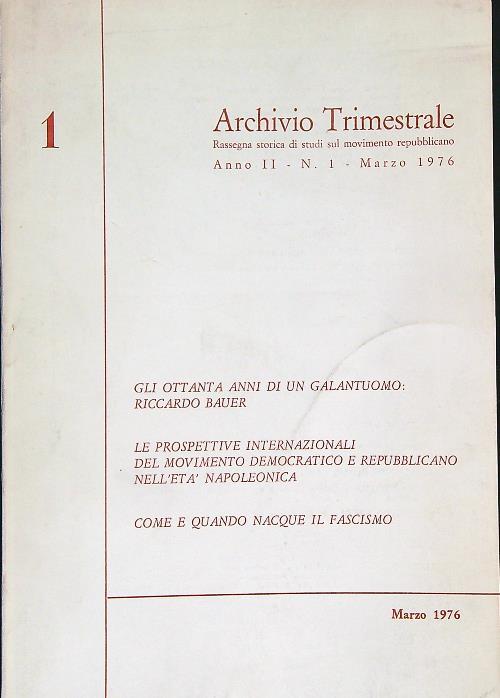 1
Archivio Trimestrale
Rassegna storica di studi sul movimento repubblicano
Anno II - N. 1 - Marzo 1976
GLI OTTANTA ANNI DI UN GALANTUOMO:
RICCARDO BAUER
LE PROSPETTIVE INTERNAZIONALI
DEL MOVIMENTO DEMOCRATICO E REPUBBLICANO
NELL'ETA' NAPOLEONICA
COME E QUANDO NACQUE IL FASCISMO
Marzo 1976